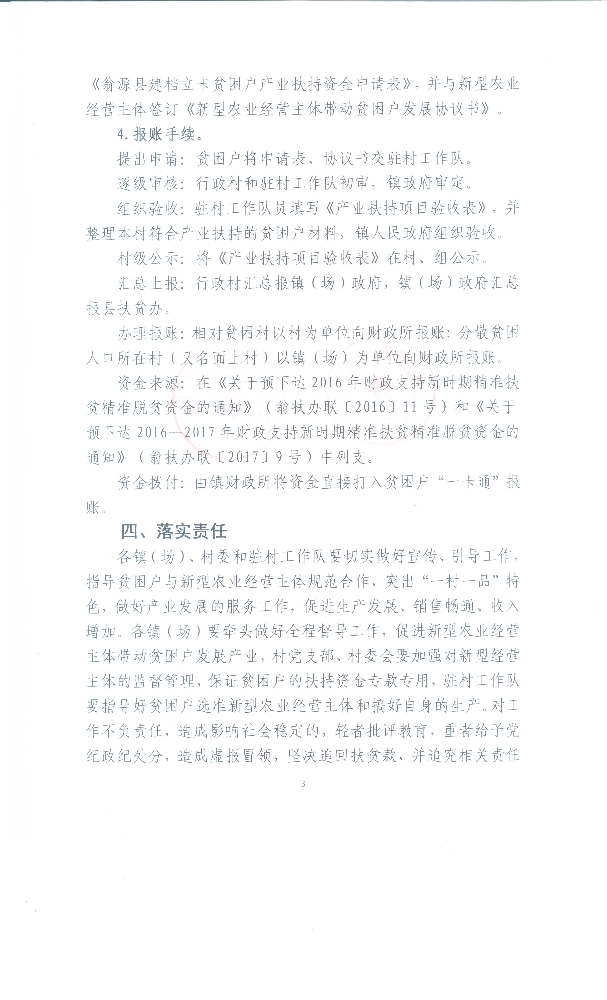 《翁源县建档立卡贫困户产业扶持资金申请表》，并与新型农业
经营主体签订《新型农业经营主体带动贫困户发展协议书》。
4. 报账手续。
提出申请：贫困户将申请表、协议书交驻村工作队。
逐级审核：行政村和驻村工作队初审，镇政府审定。
组织验收：驻村工作队员填写《产业扶持项目验收表》，并
整理本村符合产业扶持的贫困户材料，镇人民政府组织验收。
村级公示：将《产业扶持项目验收表》在村、组公示。
汇总上报：行政村汇总报镇（场）政府，镇（场）政府汇总
报县扶贫办。
办理报账：相对贫困村以村为单位向财政所报账；分散贫困
人口所在村（又名面上村）以镇（场）为单位向财政所报账。
资金来源：在《关于预下达 2016 年财政支持新时期精准扶
贫精准脱贫资金的通知》（翁扶办联〔2016〕11 号）和《关于
预下达 2016—2017 年财政支持新时期精准扶贫精准脱贫资金的
通知》（翁扶办联〔2017〕9 号）中列支。
资金拨付：由镇财政所将资金直接打入贫困户“一卡通”报
账。
四、落实责任
各镇（场）、村委和驻村工作队要切实做好宣传、引导工作，
指导贫困户与新型农业经营主体规范合作，突出“一村一品”特
色，做好产业发展的服务工作，促进生产发展、销售畅通、收入
增加。各镇（场）要牵头做好全程督导工作，促进新型农业经营
主体带动贫困户发展产业，村党支部、村委会要加强对新型经营
主体的监督管理，保证贫困户的扶持资金专款专用，驻村工作队
要指导好贫困户选准新型农业经营主体和搞好自身的生产。对工
作不负责任，造成影响社会稳定的，轻者批评教育，重者给予党
纪政纪处分，造成虚报冒领，坚决追回扶贫款，并追究相关责任
3